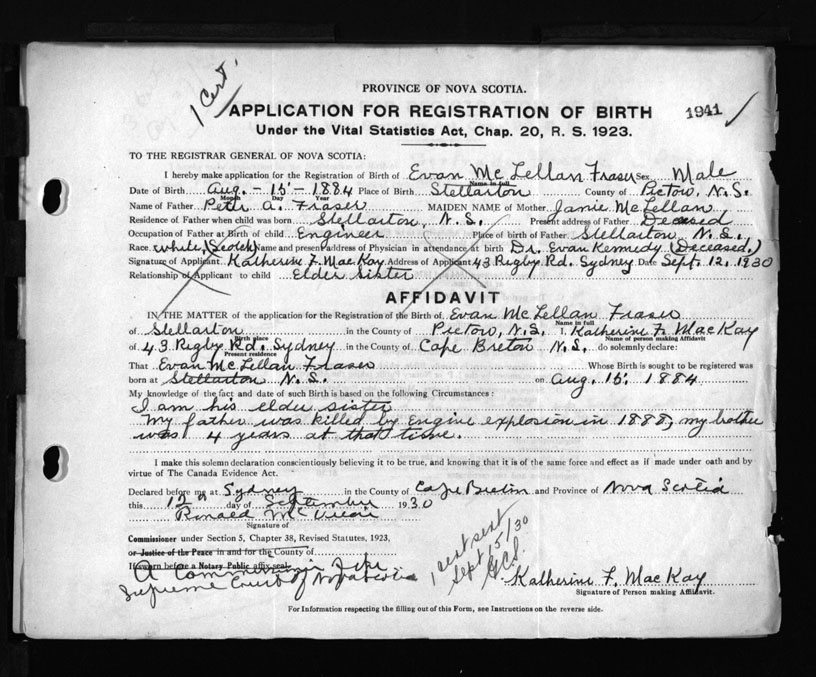 1 Cert.
PROVINCE OF NOVA SCOTIA.
APPLICATION FOR REGISTRATION OF BIRTH
1941
Under the Vital Statistics Act, Chap. 20, R. S. 1923.
TO THE REGISTRAR GENERAL OF NOVA SCOTIA:
I hereby make application for the Registration of Birth of Evan Mc Lellan Fraser Sex Male
Name in full
Date of Birth Aug. - 15 - 1884 Place of Birth Stellarton County of Pictou, N.S.
Month Day Year
Name of Father Peter A. Fraser MAIDEN NAME of Mother Janie McLellan
Residence of Father when child was born Stellarton, N.S. Present address of Father Deceased
Occupation of Father at Birth of child Engineer Place of birth of Father Stellarton, N.S.
Race white, (Scotch) Name and present address of Physician in attendance at birth Dr. Evan Kennedy (Deceased.)
Signature of Applicant Katherine F. MacKay Address of Applicant 43 Rigby Rd. Sydney Date Sept. 12, 1930
Relationship of Applicant to child Elder Sister
AFFIDAVIT
IN THE MATTER of the application for the Registration of the Birth of Evan McLellan Fraser
Name in full
of Stellarton in the County of Pictou, N.S. I Katherine F. MacKay
Birth place Name of person making Affidavit
of 43 Rigby Rd. Sydney in the County of Cape Breton N.S. do solemnly declare:
Present residence
That Evan McLellan Fraser Whose Birth is sought to be registered was
born at Stellarton N.S. on Aug. 15. 1884
My knowledge of the fact and date of such Birth is based on the following Circumstances:
I am his elder sister
My father was killed by Engine explosion in 1888, my brother
was 4 years at that time.
I make this solemn declaration conscientiously believing it to be true, and knowing that it is of the same force and effect as if made under oath and by
virtue of The Canada Evidence Act.
Declared before me at Sydney in the County of Cape Breton and Province of Nova Scotia
this 12 day of September 1930
Ronald
Signature of
Commissioner under Section 5, Chapter 38, Revised Statutes, 1923,
or Justice of the Peace in and for the County of
If sworn before a Notary Public affix seal.
A Commissioner
Supreme Court of Nova Scotia
1 cert sent
Sept 15/30
Katherine F. MacKay
Signature of Person making Affidavit.
For Information respecting the filling out of this Form, see Instructions on the reverse side.